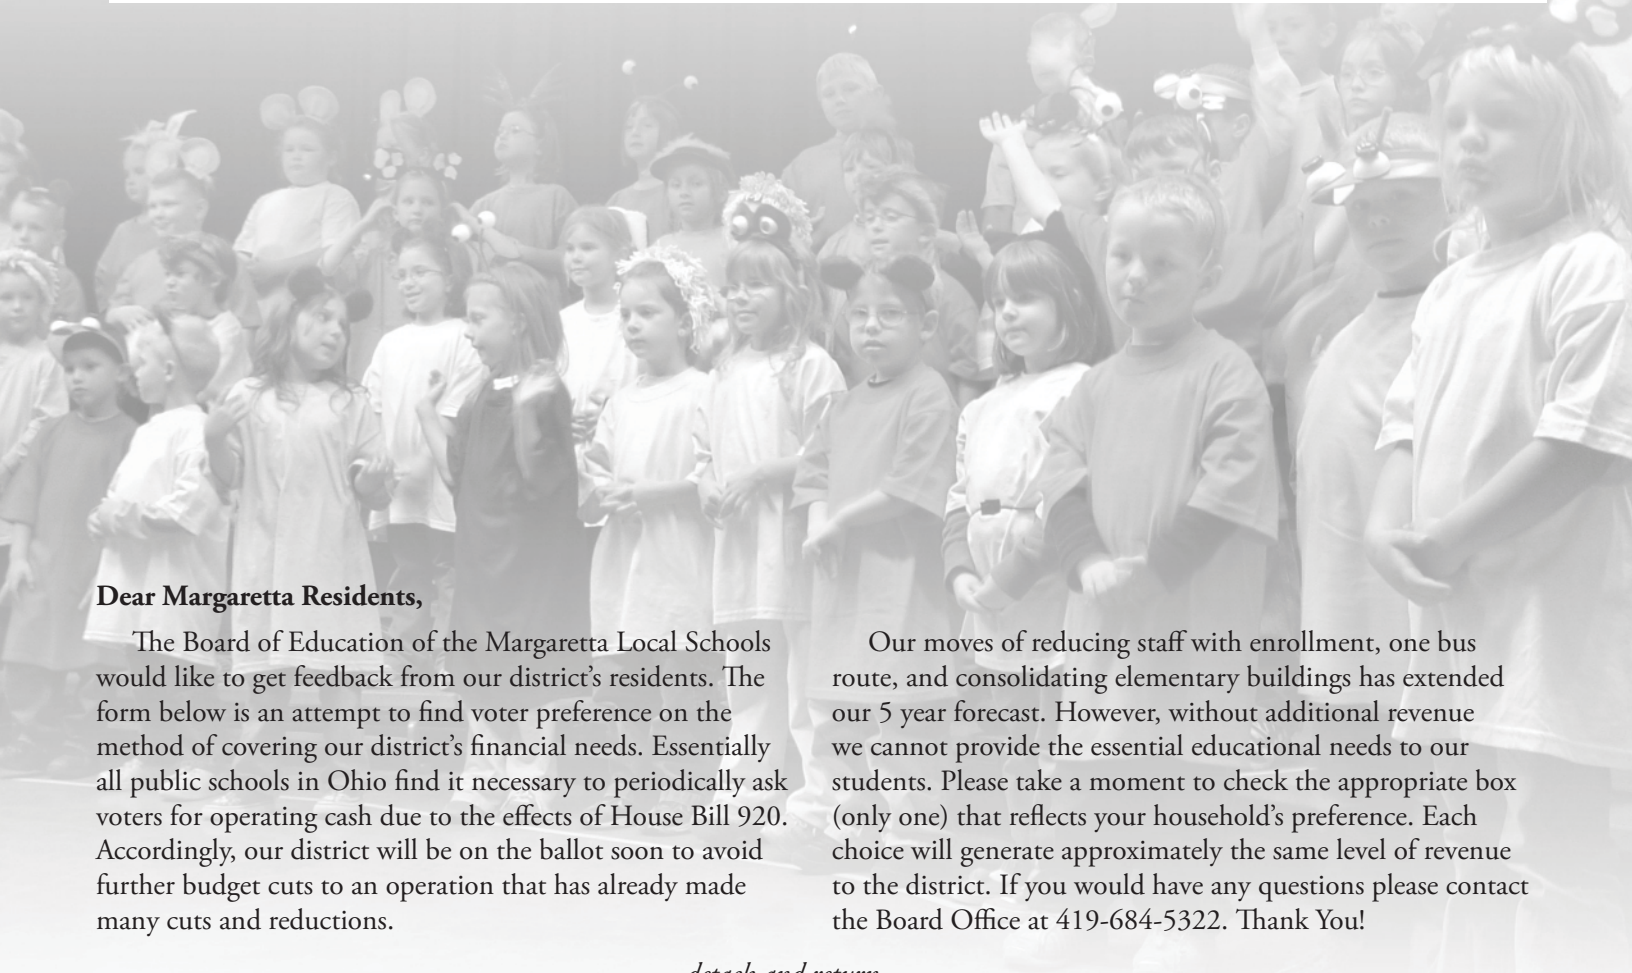 Dear Margaretta Residents,
The Board of Education of the Margaretta Local Schools
would like to get feedback from our district’s residents. The
form below is an attempt to find voter preference on the
method of covering our district’s financial needs. Essentially
all public schools in Ohio find it necessary to periodically ask
voters for operating cash due to the effects of House Bill 920.
Accordingly, our district will be on the ballot soon to avoid
further budget cuts to an operation that has already made
many cuts and reductions.
Our moves of reducing staff with enrollment, one bus
route, and consolidating elementary buildings has extended
our 5 year forecast. However, without additional revenue
we cannot provide the essential educational needs to our
students. Please take a moment to check the appropriate box
(only one) that reflects your household’s preference. Each
choice will generate approximately the same level of revenue
to the district. If you would have any questions please contact
the Board Office at 419-684-5322. Thank You!
detach and return